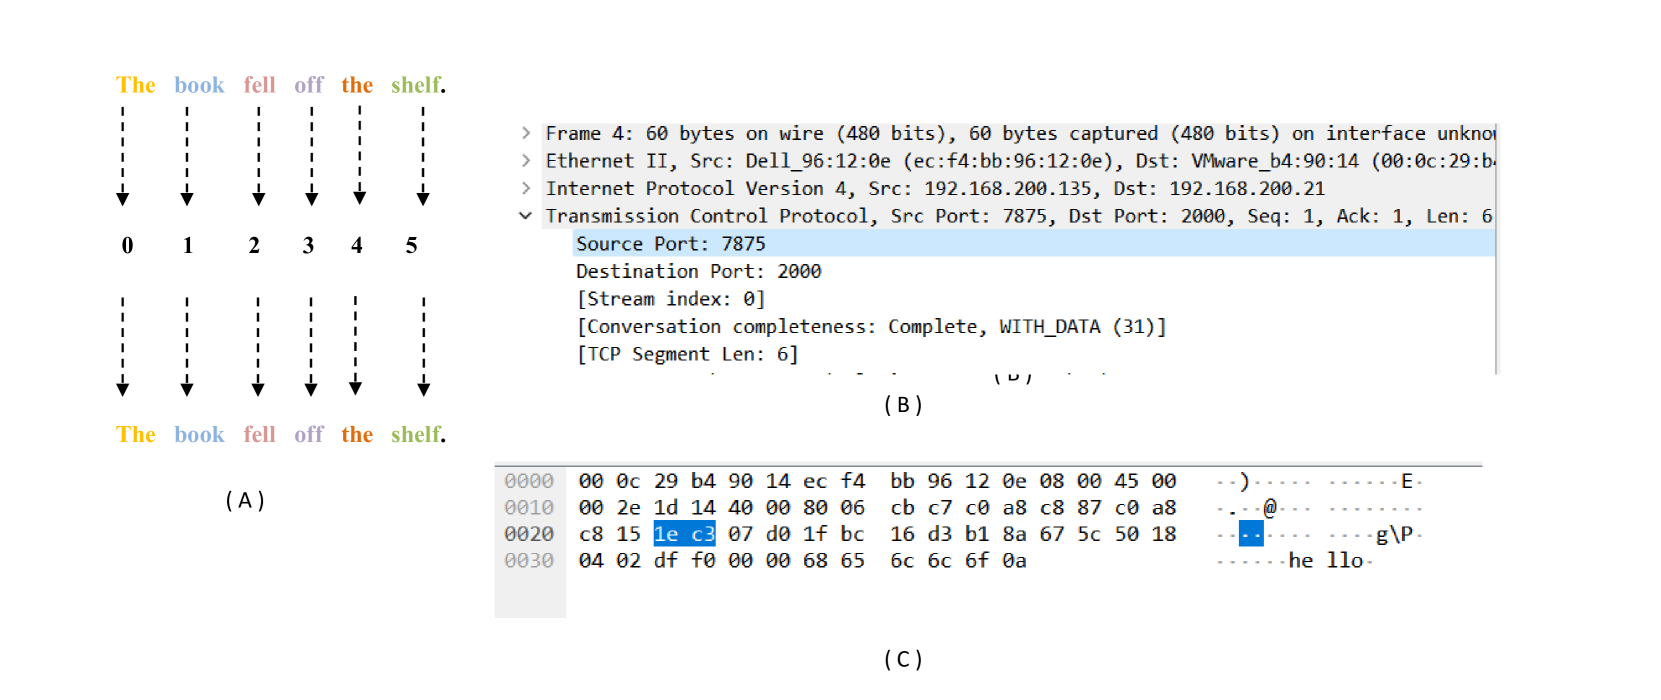 The book fell off the shelf.
0 1 2 3 4 5
The book fell off the shelf.
(A)
Frame 4: 60 bytes on wire (480 bits), 60 bytes captured (480 bits) on interface unkno
Ethernet II, Src: Dell_96:12:0e (ec:f4:bb:96:12:0e), Dst: VMware_b4:90:14 (00:0c:29:b4
Internet Protocol Version 4, Src: 192.168.200.135, Dst: 192.168.200.21
Transmission Control Protocol, Src Port: 7875, Dst Port: 2000, Seq: 1, Ack: 1, Len: 6
Source Port: 7875
Destination Port: 2000
[Stream index: 0]
[Conversation completeness: Complete, WITH_DATA (31)]
[TCP Segment Len: 6]
(B)
0000 00 0c 29 b4 90 14 ec f4 bb 96 12 0e 08 00 45 00 ··)····· ······E·
0010 00 2e 1d 14 40 00 80 06 cb c7 c0 a8 c8 87 c0 a8 ·.··@··· ········
0020 c8 15 1e c3 07 d0 1f bc 16 d3 b1 8a 67 5c 50 18 ········ ····g\P·
0030 04 02 df f0 00 00 68 65 6c 6c 6f 0a ······he llo·
(C)